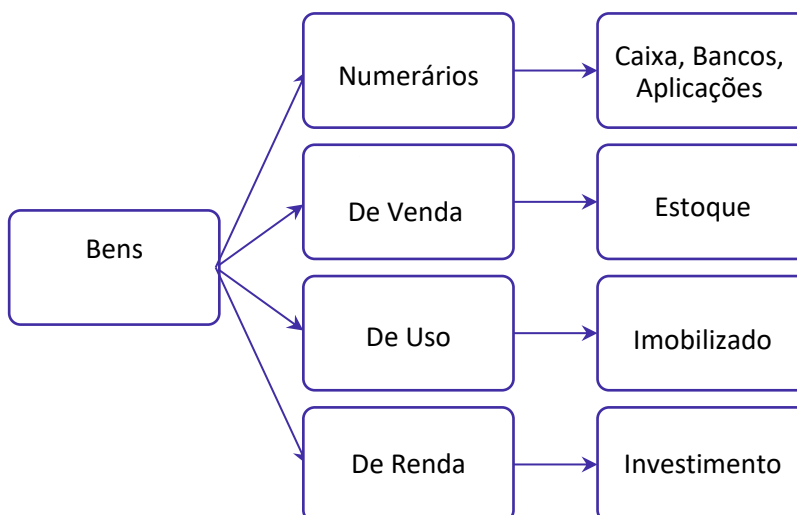 Numerários
Caixa, Bancos,
Aplicações
De Venda
Estoque
Bens
De Uso
Imobilizado
De Renda
Investimento